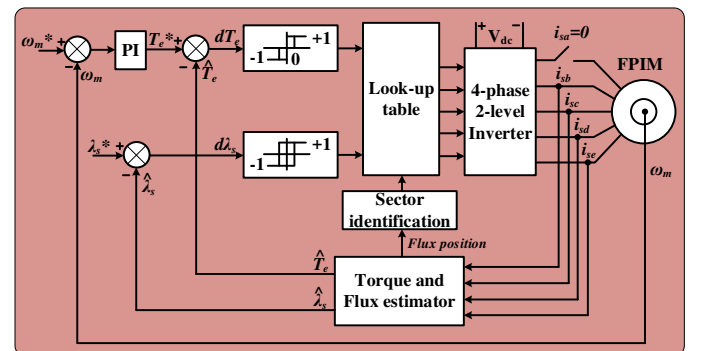 ωm* + − ωm
PI
Te* + − T̂e
dTe
-1 0 +1
λs* + − λ̂s
dλs
-1 +1
Look-up
table
+ Vdc −
4-phase
2-level
Inverter
isa=0
isb
isc
isd
ise
FPIM
ωm
Sector
identification
Flux position
Torque and
Flux estimator
T̂e
λ̂s